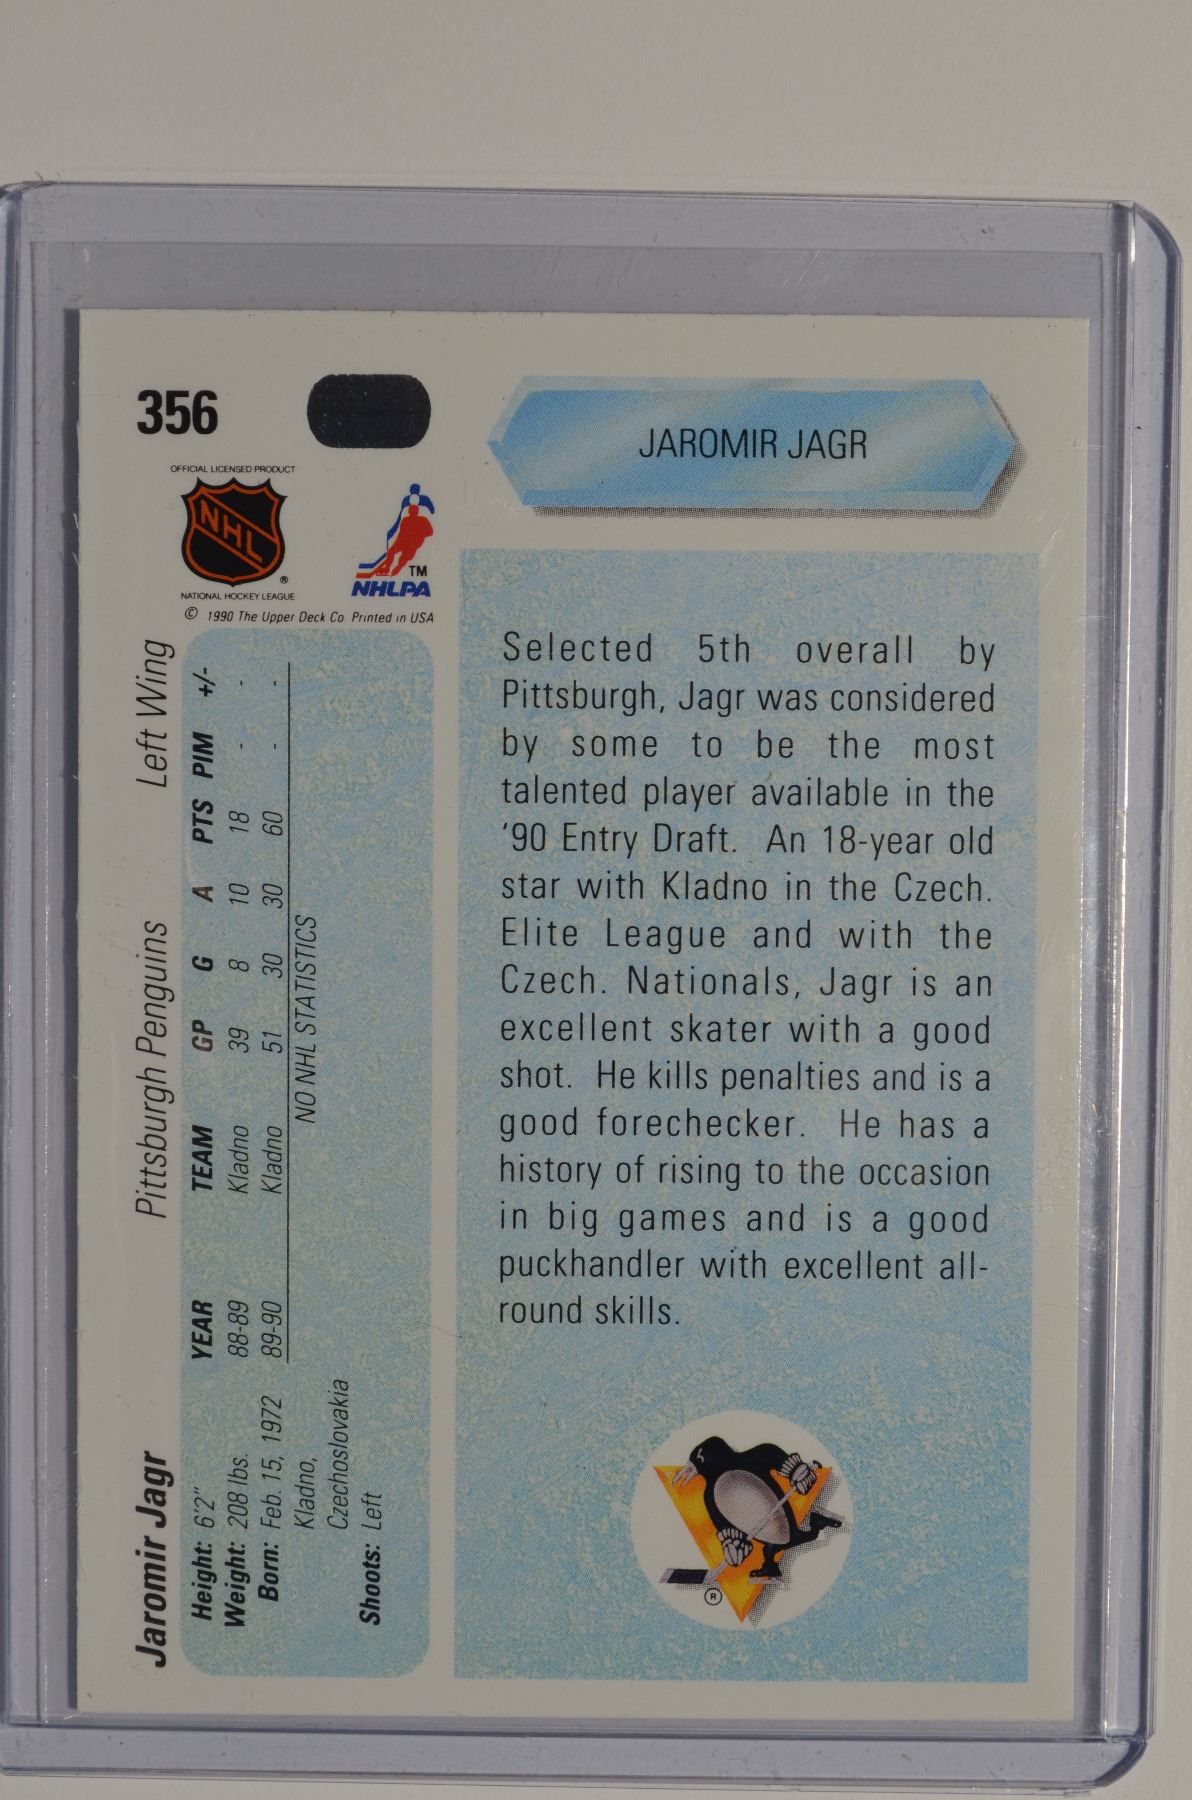 356
OFFICIAL LICENSED PRODUCT
NHL
®
NATIONAL HOCKEY LEAGUE
TM
NHLPA
© 1990 The Upper Deck Co. Printed in USA
JAROMIR JAGR
Selected 5th overall by
Pittsburgh, Jagr was considered
by some to be the most
talented player available in the
'90 Entry Draft. An 18-year old
star with Kladno in the Czech.
Elite League and with the
Czech. Nationals, Jagr is an
excellent skater with a good
shot. He kills penalties and is a
good forechecker. He has a
history of rising to the occasion
in big games and is a good
puckhandler with excellent all-
round skills.
®
Jaromir Jagr Pittsburgh Penguins Left Wing
Height: 6'2"
Weight: 208 lbs.
Born: Feb. 15, 1972
Kladno,
Czechoslovakia
Shoots: Left
YEAR TEAM GP G A PTS PIM +/-
88-89 Kladno 39 8 10 18 - -
89-90 Kladno 51 30 30 60 - -
NO NHL STATISTICS